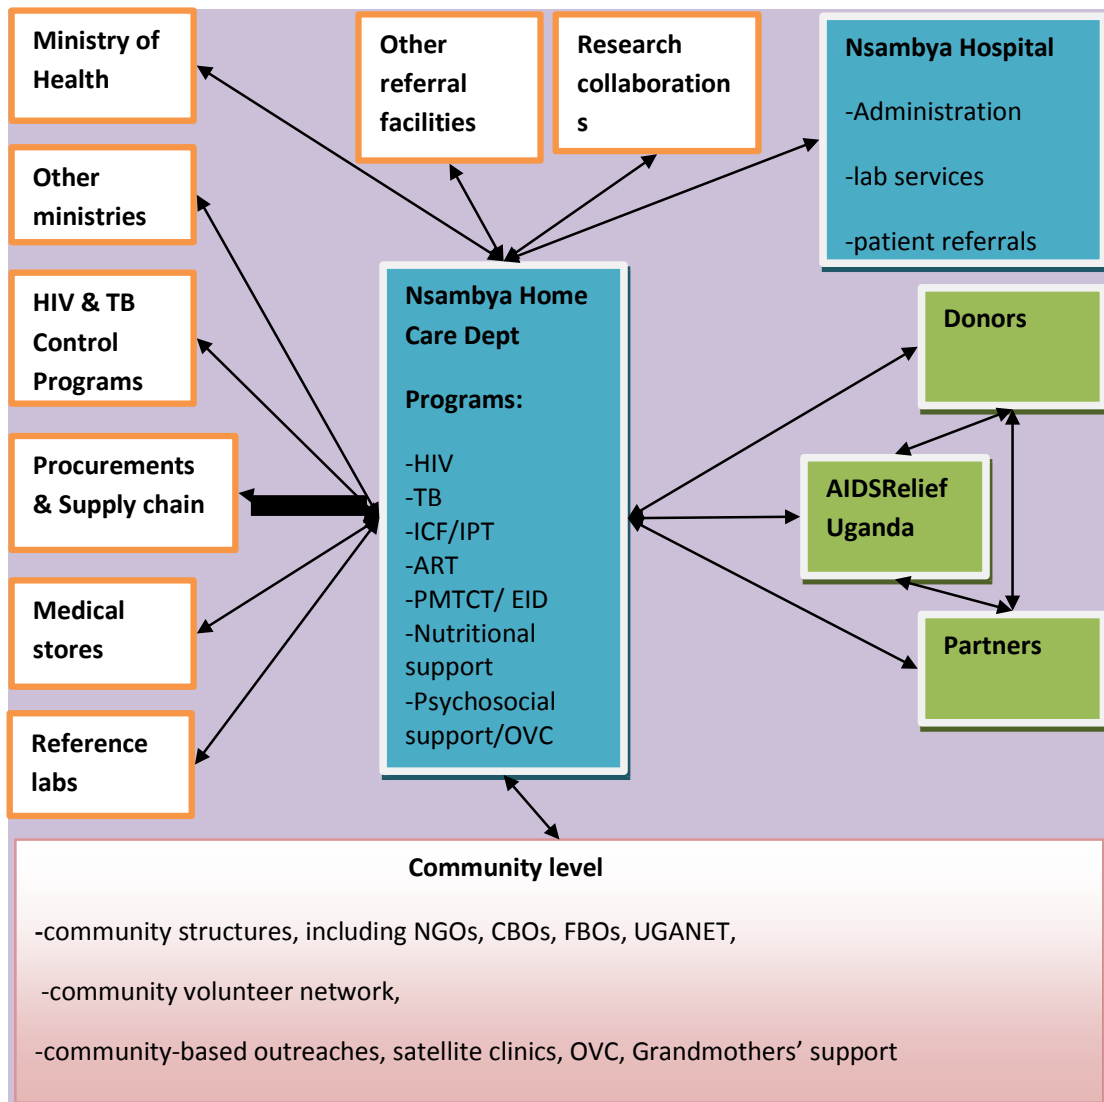 Ministry of
Health
Other
referral
facilities
Research
collaboration
s
Nsambya Hospital
-Administration
-lab services
-patient referrals
Other
ministries
HIV & TB
Control
Programs
Procurements
& Supply chain
Medical
stores
Reference
labs
Nsambya Home
Care Dept
Programs:
-HIV
-TB
-ICF/IPT
-ART
-PMTCT/ EID
-Nutritional
support
-Psychosocial
support/OVC
Donors
AIDSRelief
Uganda
Partners
Community level
-community structures, including NGOs, CBOs, FBOs, UGANET,
-community volunteer network,
-community-based outreaches, satellite clinics, OVC, Grandmothers’ support